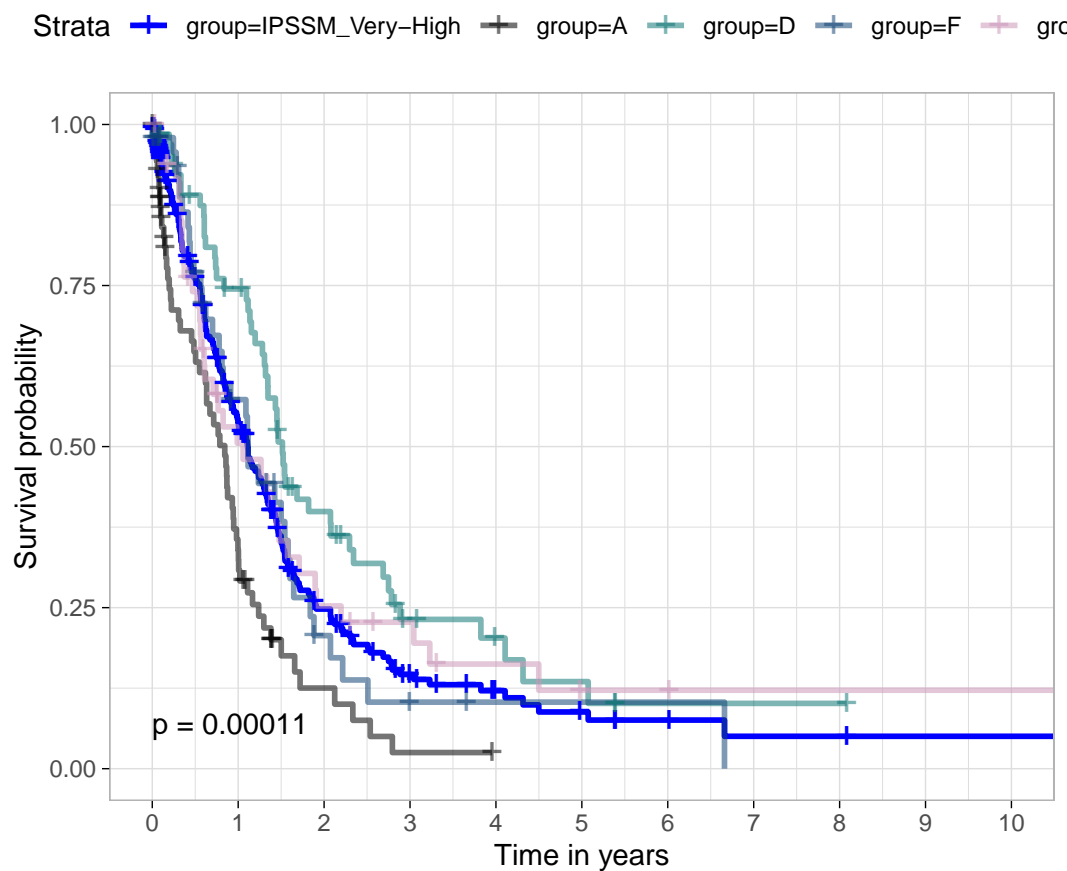 Strata group=IPSSM_Very−High group=A group=D group=F gro
Survival probability
1.00
0.75
0.50
0.25
0.00
p = 0.00011
0 1 2 3 4 5 6 7 8 9 10
Time in years